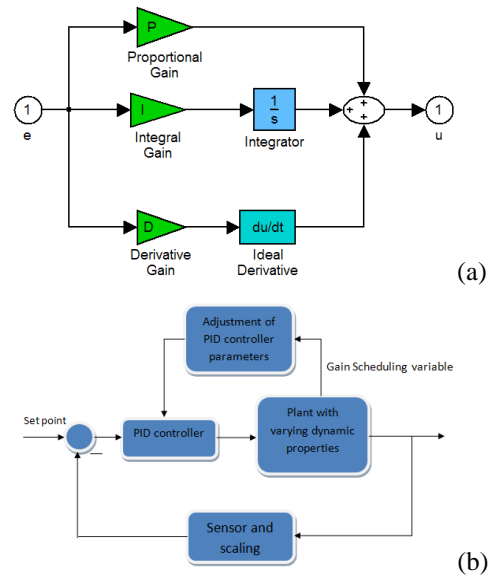 P
Proportional
Gain
1
e
I
Integral
Gain
1
s
Integrator
+
+
+
1
u
D
Derivative
Gain
du/dt
Ideal
Derivative
(a)
Adjustment of
PID controller
parameters
Gain Scheduling variable
Set point
PID controller
Plant with
varying dynamic
properties
Sensor and
scaling
(b)